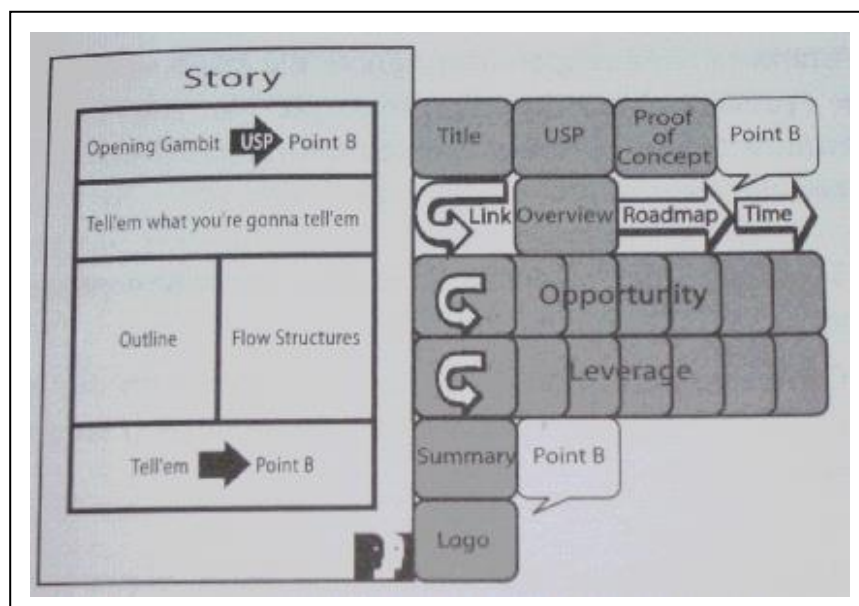 Story
Opening Gambit USP Point B
Tell'em what you're gonna tell'em
Outline
Flow Structures
Tell'em Point B
Title
USP
Proof
of
Concept
Point B
Link
Overview
Roadmap
Time
Opportunity
Leverage
Summary
Point B
Logo